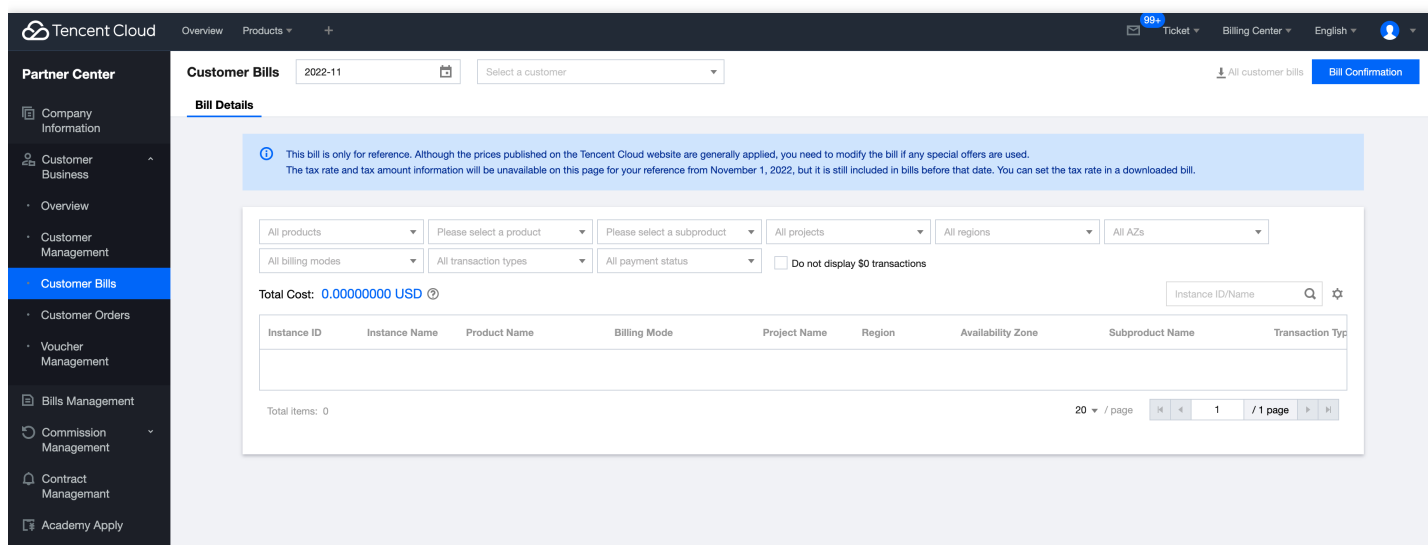 Tencent Cloud
Overview
Products
+
99+
Ticket
Billing Center
English
Partner Center
Company
Information
Customer
Business
Overview
Customer
Management
Customer Bills
Customer Orders
Voucher
Management
Bills Management
Commission
Management
Contract
Managemant
Academy Apply
Customer Bills
2022-11
Select a customer
All customer bills
Bill Confirmation
Bill Details
This bill is only for reference. Although the prices published on the Tencent Cloud website are generally applied, you need to modify the bill if any special offers are used.
The tax rate and tax amount information will be unavailable on this page for your reference from November 1, 2022, but it is still included in bills before that date. You can set the tax rate in a downloaded bill.
All products
Please select a product
Please select a subproduct
All projects
All regions
All AZs
All billing modes
All transaction types
All payment status
Do not display $0 transactions
Total Cost: 0.00000000 USD
Instance ID/Name
Instance ID
Instance Name
Product Name
Billing Mode
Project Name
Region
Availability Zone
Subproduct Name
Transaction Typ
Total items: 0
20 / page
1
/ 1 page